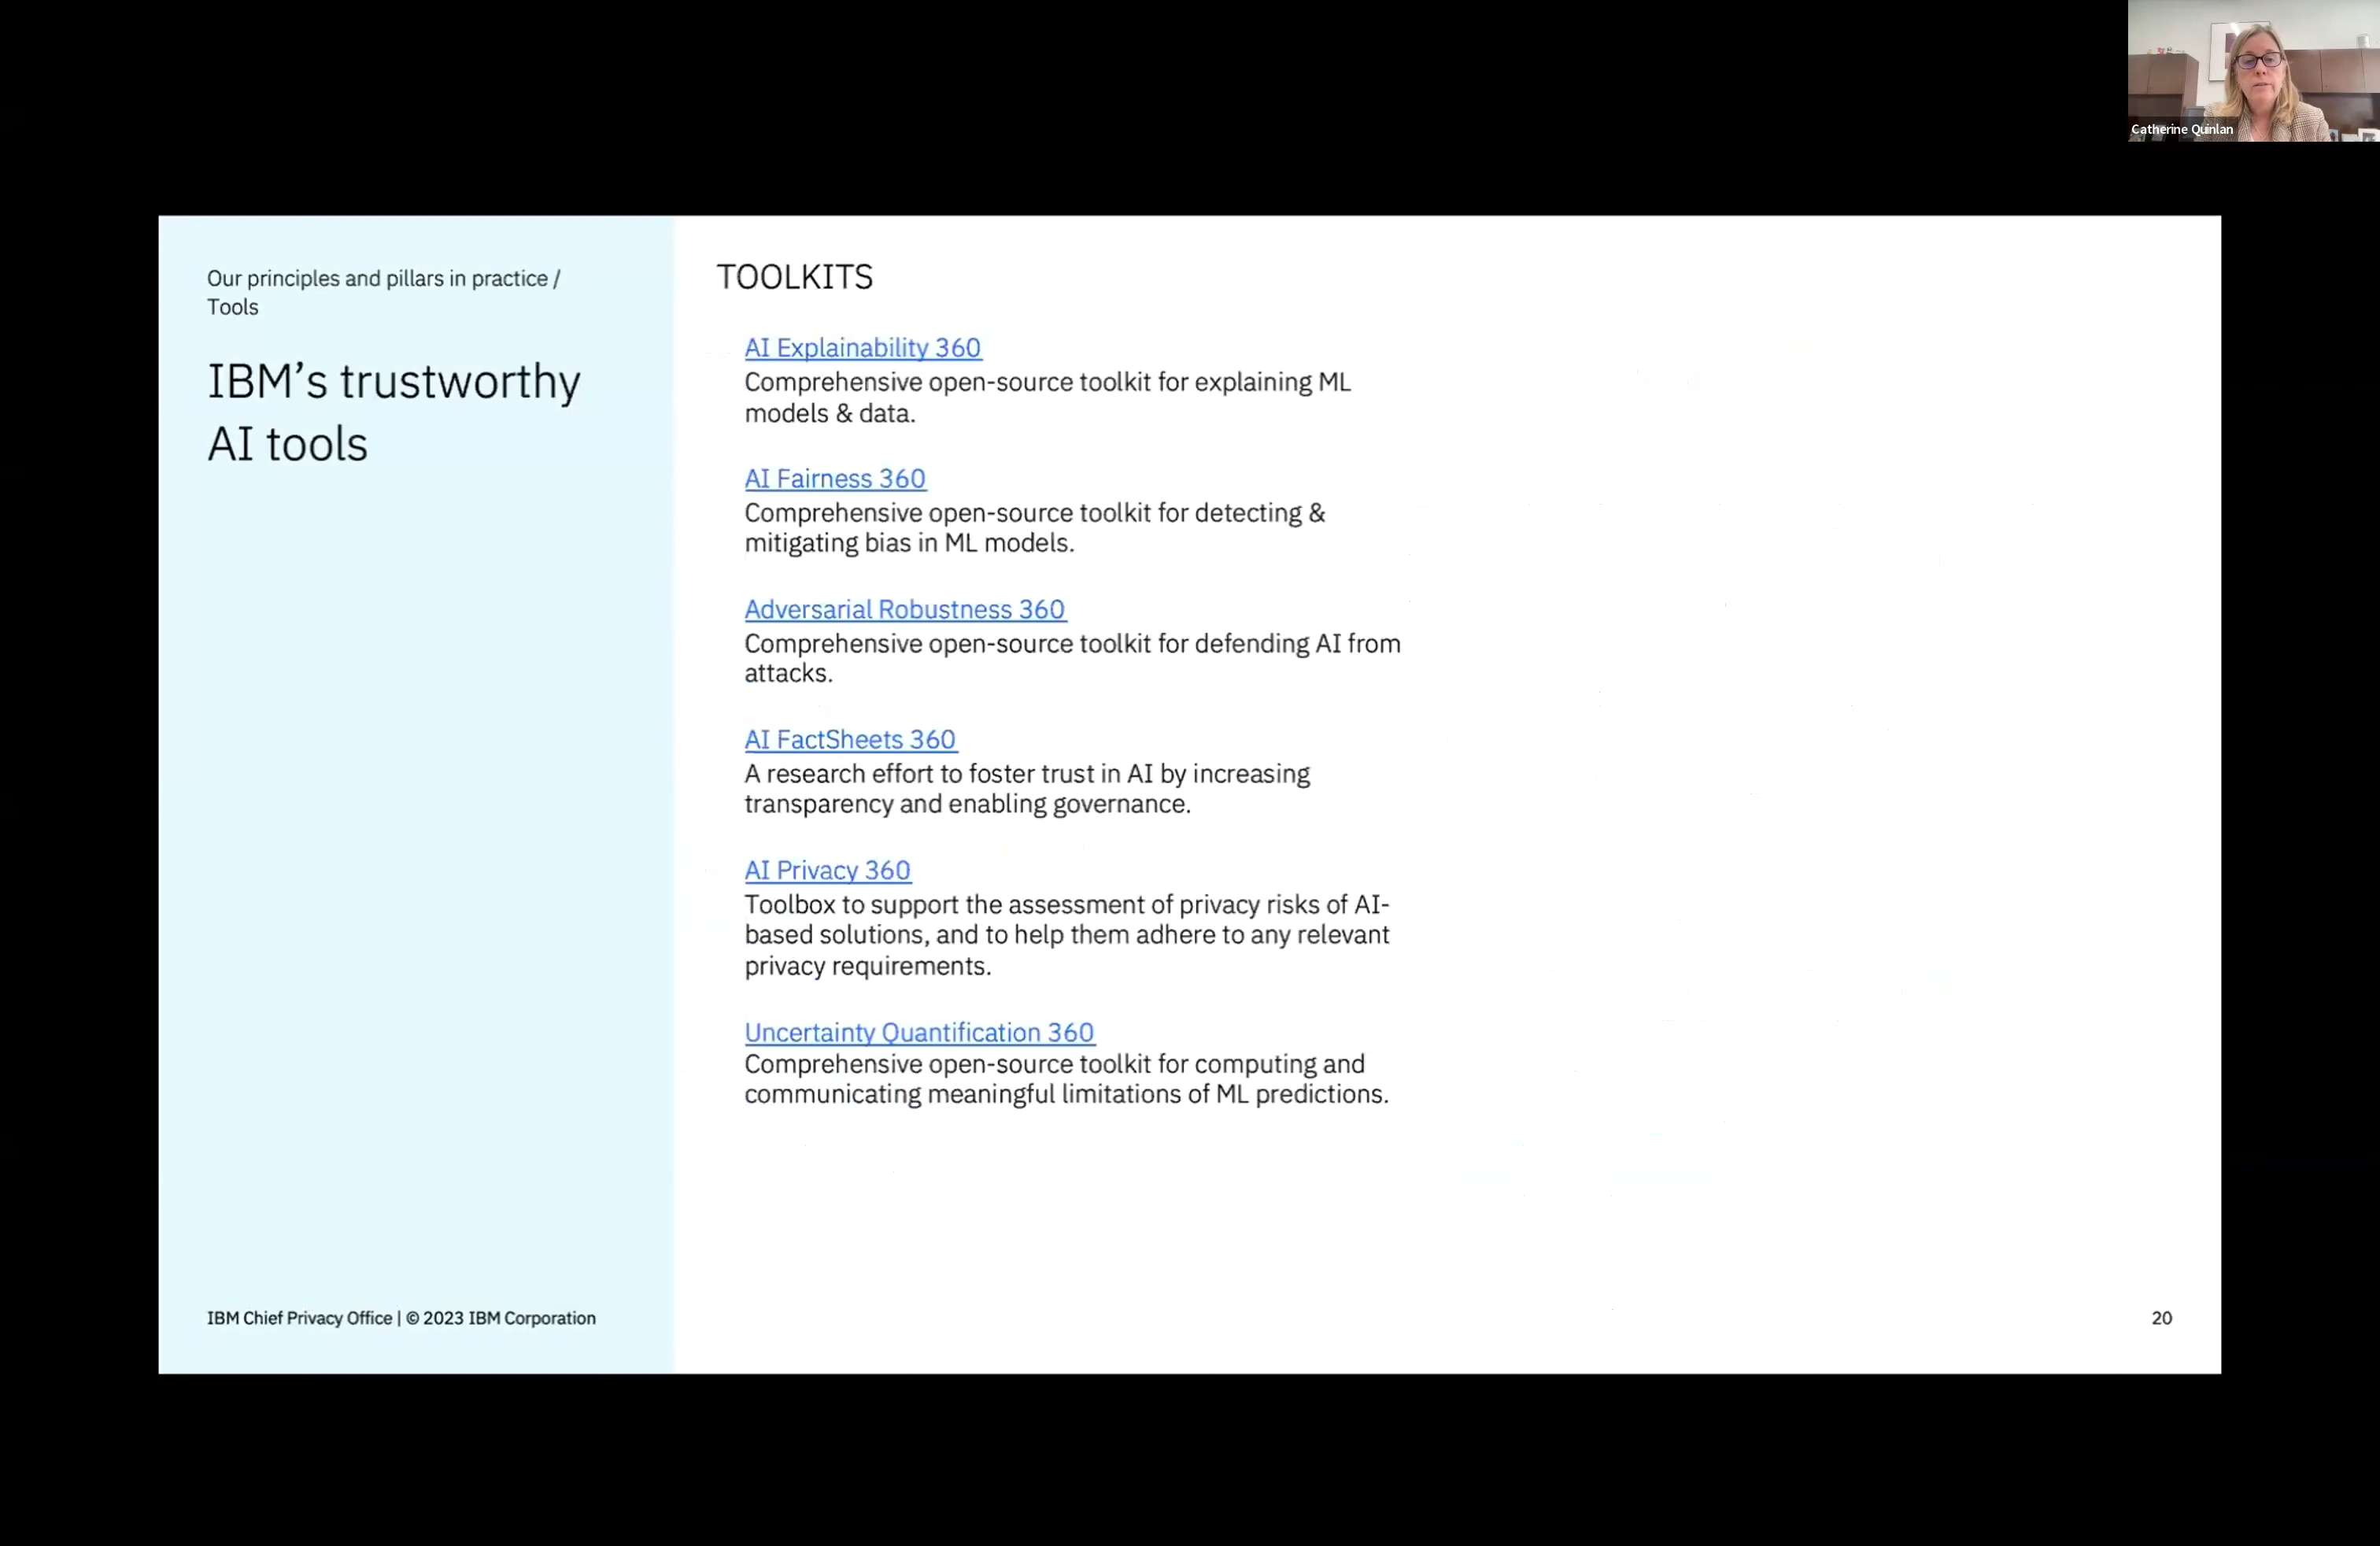 Catherine Quinlan
Our principles and pillars in practice /
Tools
IBM’s trustworthy
AI tools
TOOLKITS
AI Explainability 360
Comprehensive open-source toolkit for explaining ML
models & data.
AI Fairness 360
Comprehensive open-source toolkit for detecting &
mitigating bias in ML models.
Adversarial Robustness 360
Comprehensive open-source toolkit for defending AI from
attacks.
AI FactSheets 360
A research effort to foster trust in AI by increasing
transparency and enabling governance.
AI Privacy 360
Toolbox to support the assessment of privacy risks of AI-
based solutions, and to help them adhere to any relevant
privacy requirements.
Uncertainty Quantification 360
Comprehensive open-source toolkit for computing and
communicating meaningful limitations of ML predictions.
IBM Chief Privacy Office | © 2023 IBM Corporation
20